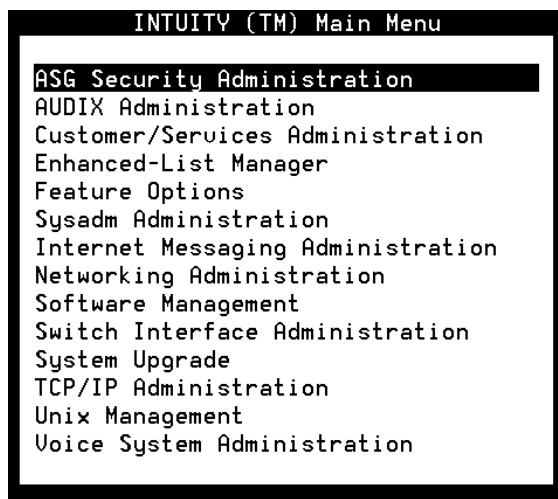 INTUITY (TM) Main Menu
ASG Security Administration
AUDIX Administration
Customer/Services Administration
Enhanced-List Manager
Feature Options
Sysadm Administration
Internet Messaging Administration
Networking Administration
Software Management
Switch Interface Administration
System Upgrade
TCP/IP Administration
Unix Management
Voice System Administration